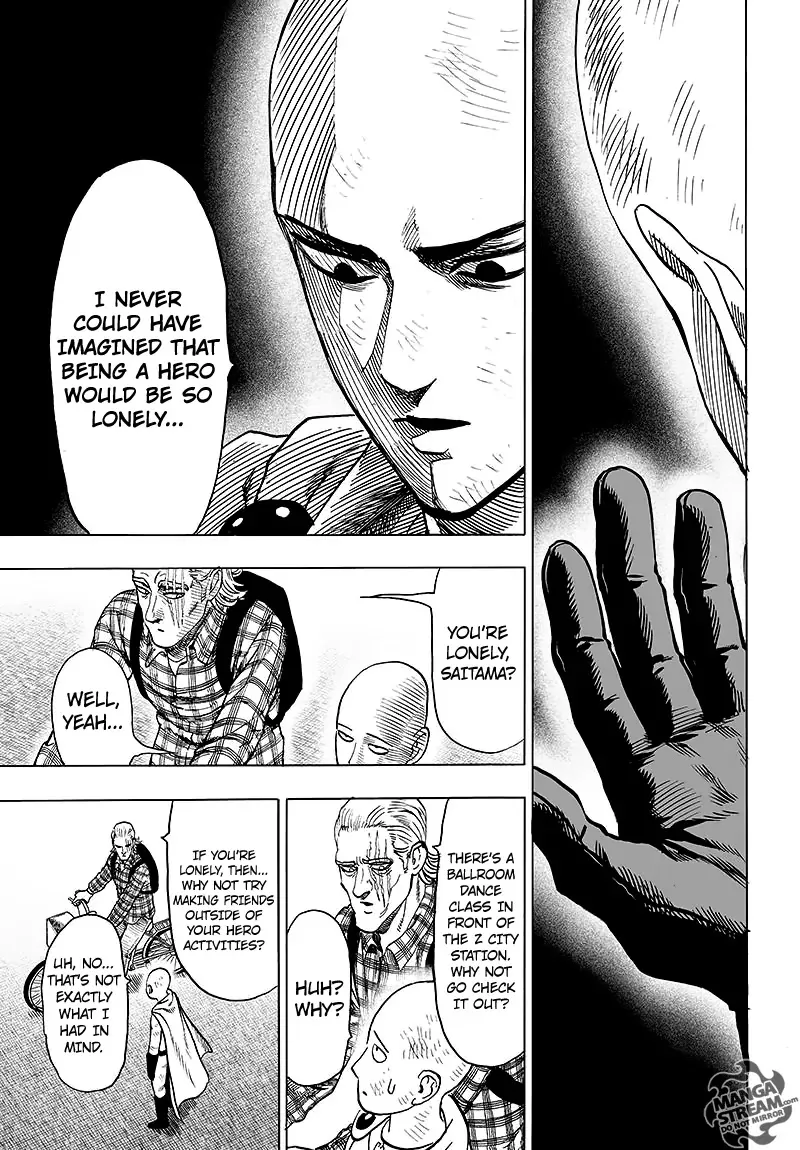 I NEVER
COULD HAVE
IMAGINED THAT
BEING A HERO
WOULD BE SO
LONELY...
YOU'RE
LONELY,
SAITAMA?
WELL,
YEAH...
THERE'S A
BALLROOM
DANCE
CLASS IN
FRONT OF
THE Z CITY
STATION.
WHY NOT
GO CHECK
IT OUT?
HUH?
WHY?
IF YOU'RE
LONELY, THEN...
WHY NOT TRY
MAKING FRIENDS
OUTSIDE OF
YOUR HERO
ACTIVITIES?
UH, NO...
THAT'S NOT
EXACTLY
WHAT I
HAD IN
MIND.
MANGA
STREAM.com
DO NOT MIRROR